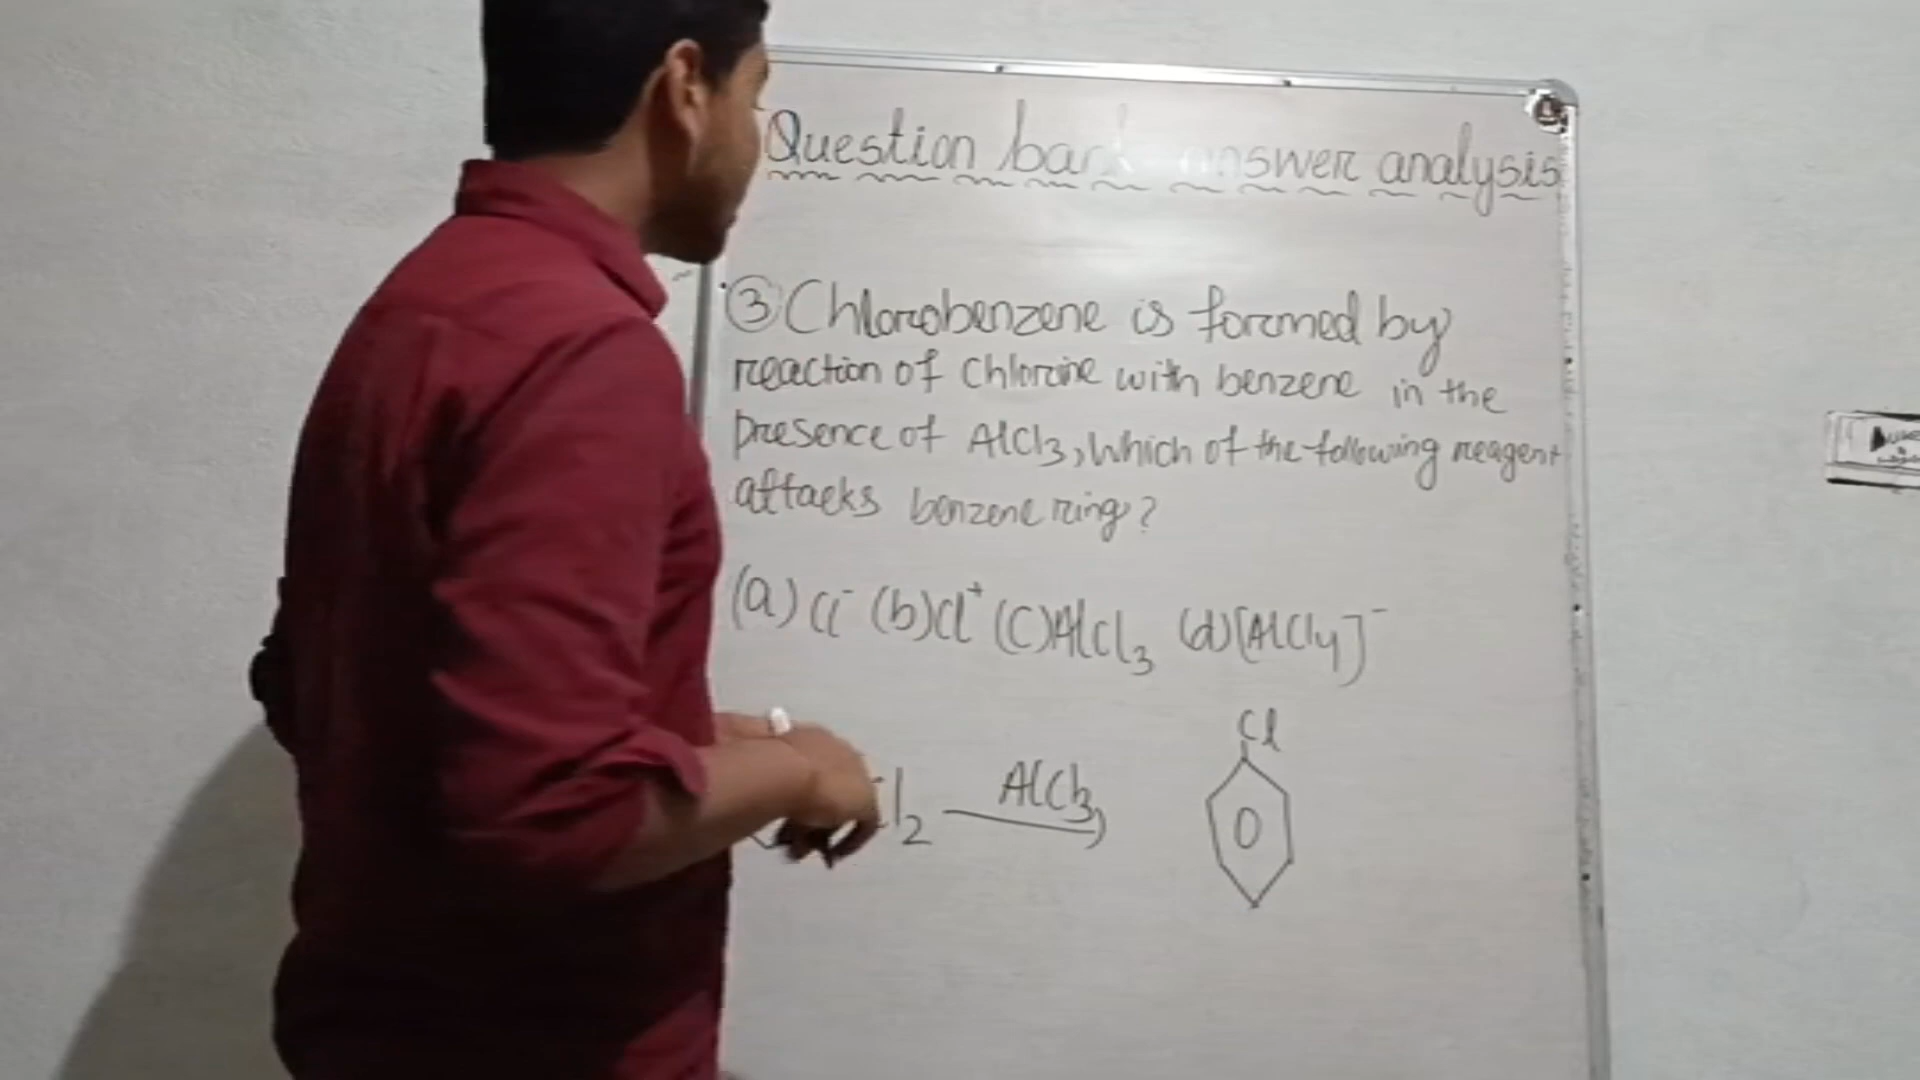 Question bank answer analysis
③ Chlorobenzene is formed by
reaction of Chlorine with benzene in the
presence of AlCl3, Which of the following reagent
attacks benzene ring?
(a) Cl⁻ (b) Cl⁺ (c) AlCl3 (d) [AlCl4]⁻
Cl
AlCl3
Cl2